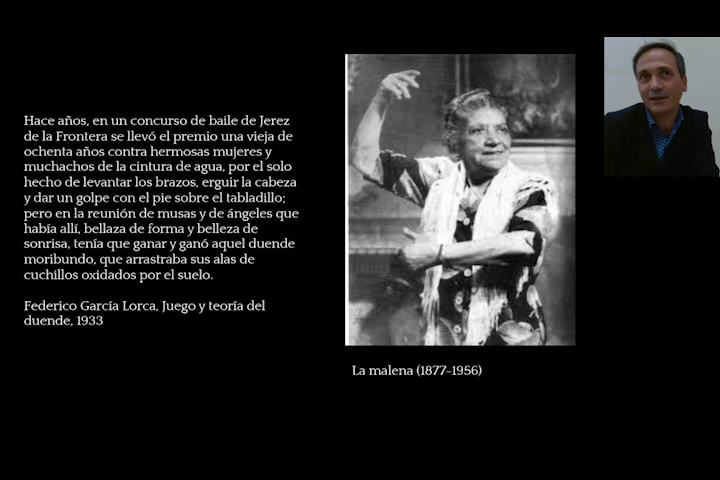 Hace años, en un concurso de baile de Jerez
de la Frontera se llevó el premio una vieja de
ochenta años contra hermosas mujeres y
muchachos de la cintura de agua, por el solo
hecho de levantar los brazos, erguir la cabeza
y dar un golpe con el pie sobre el tabladillo;
pero en la reunión de musas y de ángeles que
había allí, bellaza de forma y belleza de
sonrisa, tenía que ganar y ganó aquel duende
moribundo, que arrastraba sus alas de
cuchillos oxidados por el suelo.
Federico García Lorca, Juego y teoría del
duende, 1933
La malena (1877-1956)